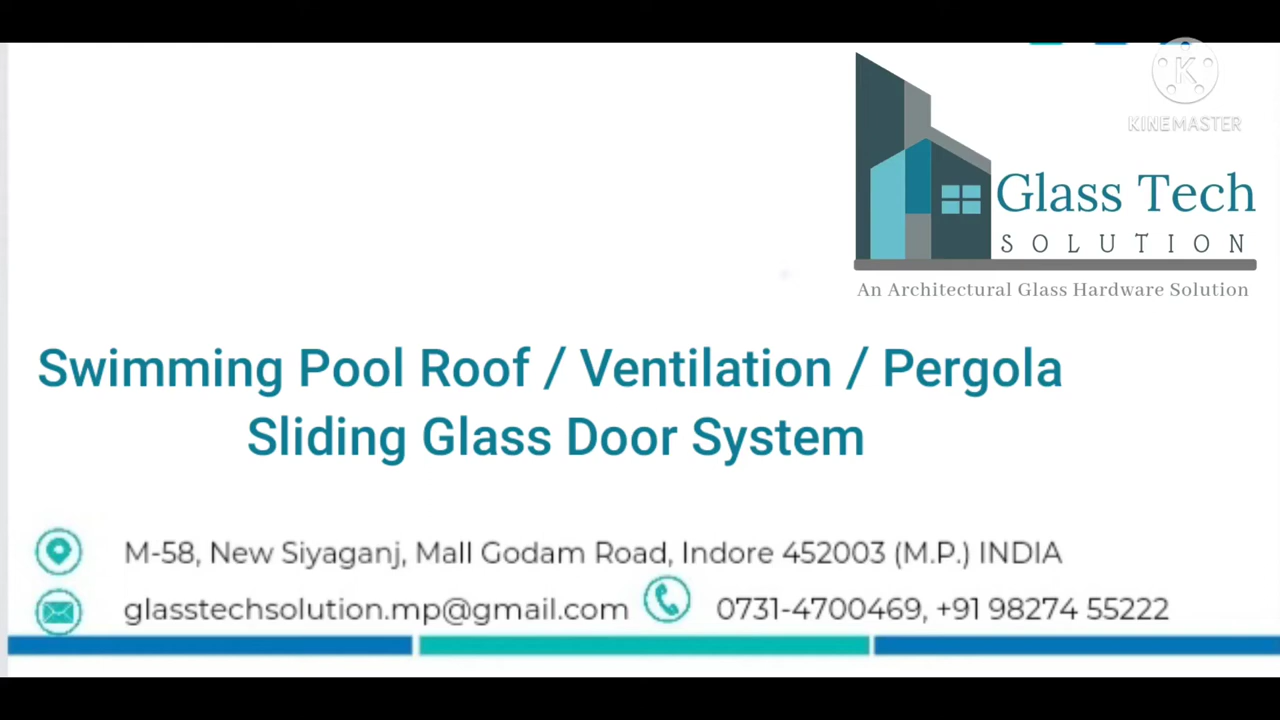 KINEMASTER
Glass Tech
SOLUTION
An Architectural Glass Hardware Solution
Swimming Pool Roof / Ventilation / Pergola
Sliding Glass Door System
M-58, New Siyaganj, Mall Godam Road, Indore 452003 (M.P.) INDIA
glasstechsolution.mp@gmail.com 0731-4700469, +91 98274 55222